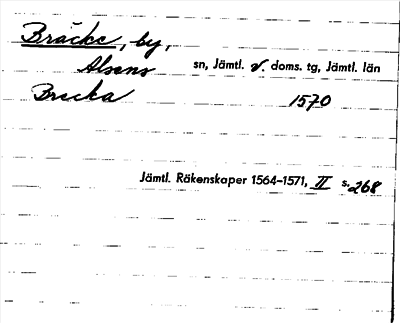 Bräcke, by,
Alsens sn, Jämtl. v. doms. tg, Jämtl. län
Brecka 1570
Jämtl. Räkenskaper 1564-1571, II s. 268